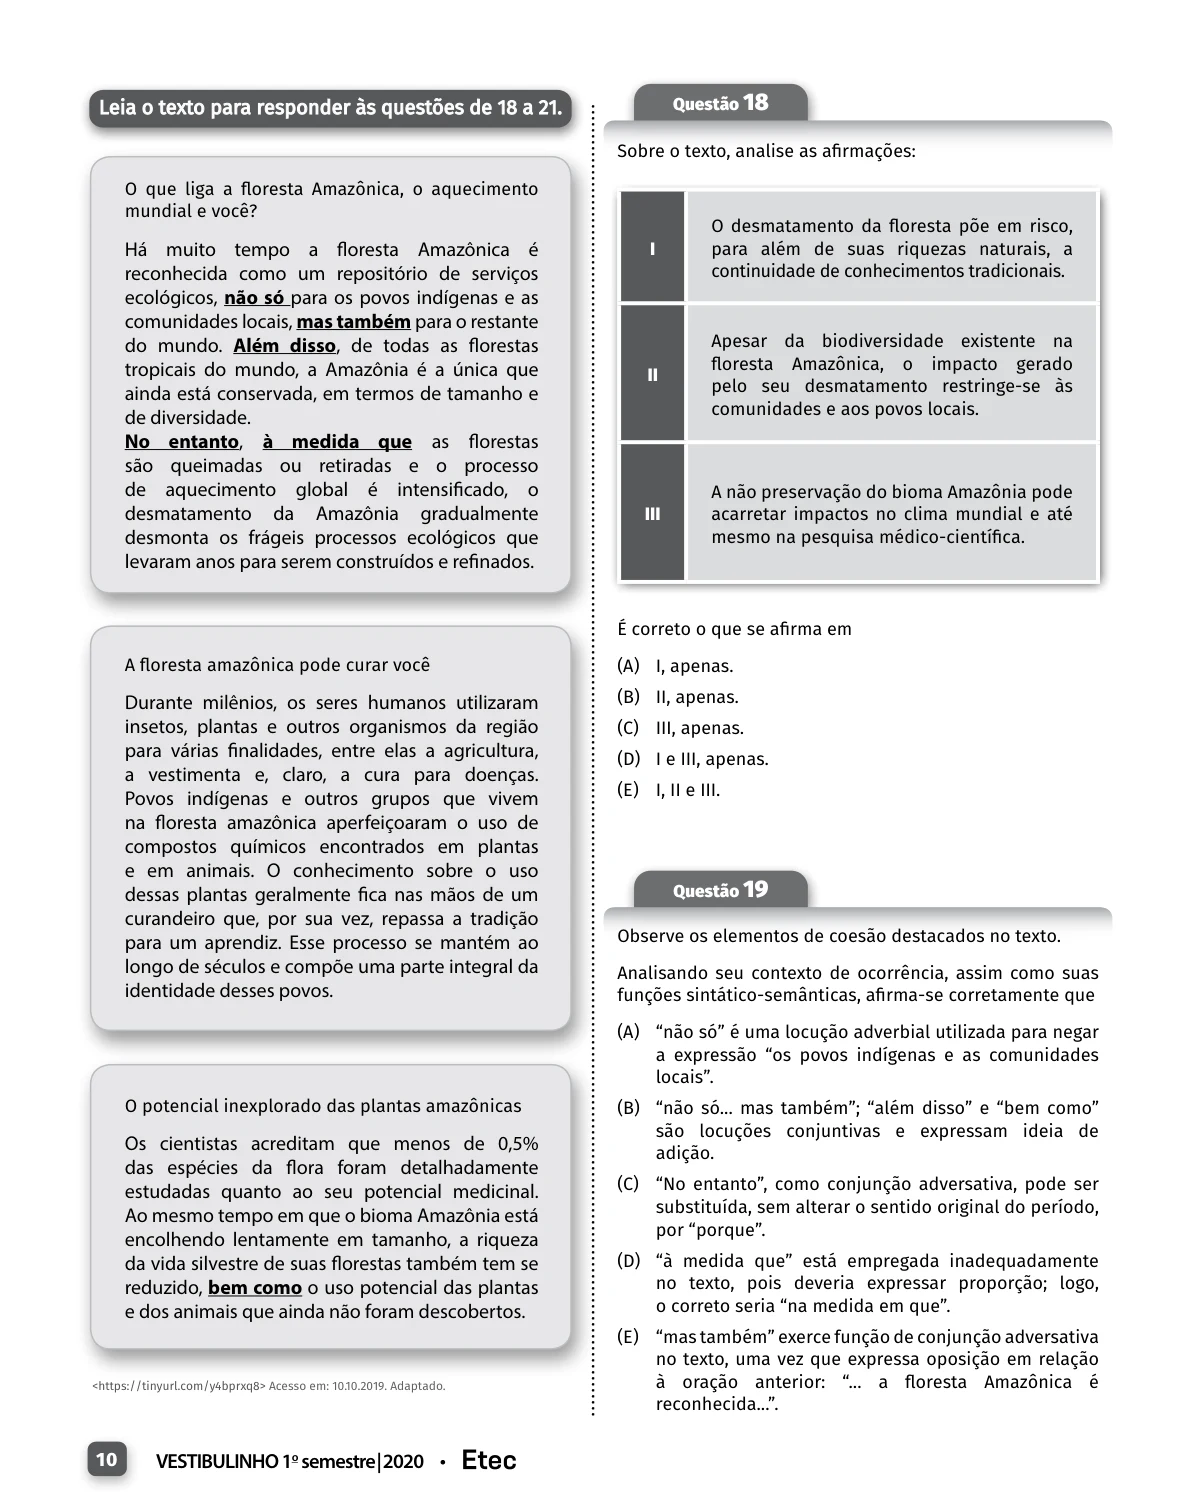 Leia o texto para responder às questões de 18 a 21.
O que liga a floresta Amazônica, o aquecimento
mundial e você?
Há muito tempo a floresta Amazônica é
reconhecida como um repositório de serviços
ecológicos, não só para os povos indígenas e as
comunidades locais, mas também para o restante
do mundo. Além disso, de todas as florestas
tropicais do mundo, a Amazônia é a única que
ainda está conservada, em termos de tamanho e
de diversidade.
No entanto, à medida que as florestas
são queimadas ou retiradas e o processo
de aquecimento global é intensificado, o
desmatamento da Amazônia gradualmente
desmonta os frágeis processos ecológicos que
levaram anos para serem construídos e refinados.
A floresta amazônica pode curar você
Durante milênios, os seres humanos utilizaram
insetos, plantas e outros organismos da região
para várias finalidades, entre elas a agricultura,
a vestimenta e, claro, a cura para doenças.
Povos indígenas e outros grupos que vivem
na floresta amazônica aperfeiçoaram o uso de
compostos químicos encontrados em plantas
e em animais. O conhecimento sobre o uso
dessas plantas geralmente fica nas mãos de um
curandeiro que, por sua vez, repassa a tradição
para um aprendiz. Esse processo se mantém ao
longo de séculos e compõe uma parte integral da
identidade desses povos.
O potencial inexplorado das plantas amazônicas
Os cientistas acreditam que menos de 0,5%
das espécies da flora foram detalhadamente
estudadas quanto ao seu potencial medicinal.
Ao mesmo tempo em que o bioma Amazônia está
encolhendo lentamente em tamanho, a riqueza
da vida silvestre de suas florestas também tem se
reduzido, bem como o uso potencial das plantas
e dos animais que ainda não foram descobertos.
<https://tinyurl.com/y4bprxq8> Acesso em: 10.10.2019. Adaptado.
Questão 18
Sobre o texto, analise as afirmações:
I
O desmatamento da floresta põe em risco,
para além de suas riquezas naturais, a
continuidade de conhecimentos tradicionais.
II
Apesar da biodiversidade existente na
floresta Amazônica, o impacto gerado
pelo seu desmatamento restringe-se às
comunidades e aos povos locais.
III
A não preservação do bioma Amazônia pode
acarretar impactos no clima mundial e até
mesmo na pesquisa médico-científica.
É correto o que se afirma em
(A) I, apenas.
(B) II, apenas.
(C) III, apenas.
(D) I e III, apenas.
(E) I, II e III.
Questão 19
Observe os elementos de coesão destacados no texto.
Analisando seu contexto de ocorrência, assim como suas
funções sintático-semânticas, afirma-se corretamente que
(A) “não só” é uma locução adverbial utilizada para negar
a expressão “os povos indígenas e as comunidades
locais”.
(B) “não só... mas também”; “além disso” e “bem como”
são locuções conjuntivas e expressam ideia de
adição.
(C) “No entanto”, como conjunção adversativa, pode ser
substituída, sem alterar o sentido original do período,
por “porque”.
(D) “à medida que” está empregada inadequadamente
no texto, pois deveria expressar proporção; logo,
o correto seria “na medida em que”.
(E) “mas também” exerce função de conjunção adversativa
no texto, uma vez que expressa oposição em relação
à oração anterior: “... a floresta Amazônica é
reconhecida...”.
10 VESTIBULINHO 1º semestre|2020 • Etec